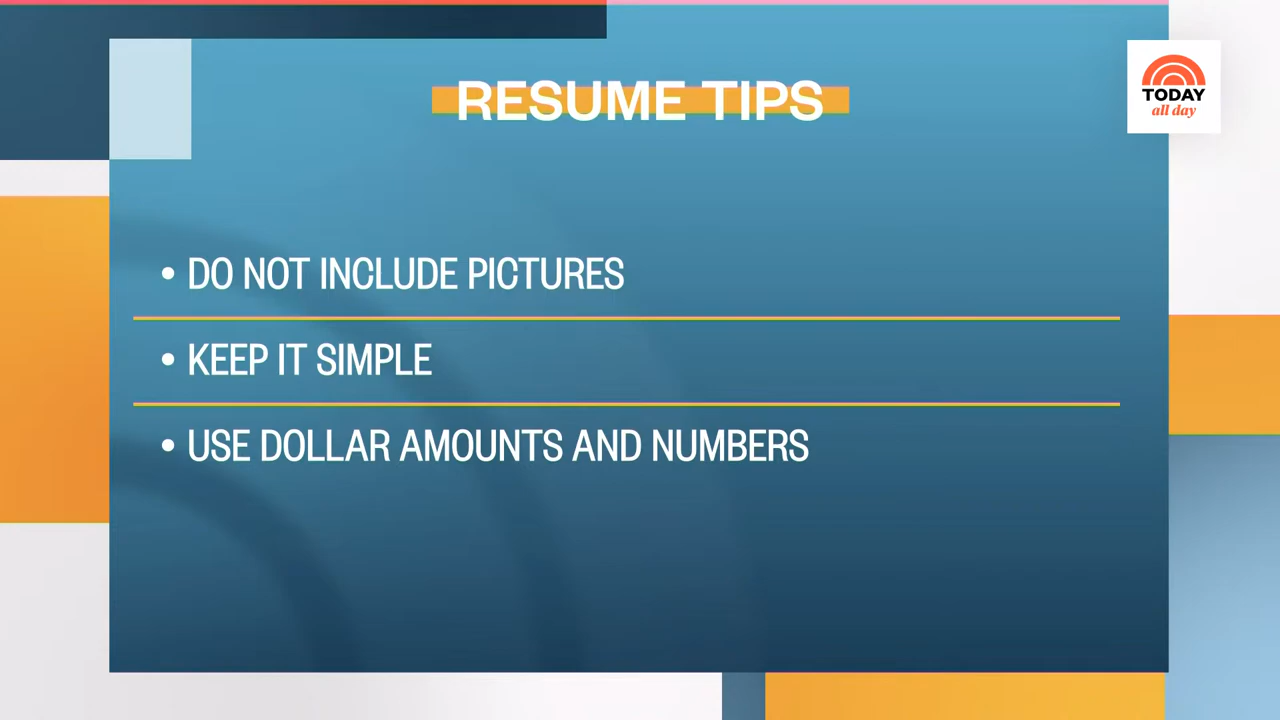 RESUME TIPS
TODAY
all day
• DO NOT INCLUDE PICTURES
• KEEP IT SIMPLE
• USE DOLLAR AMOUNTS AND NUMBERS